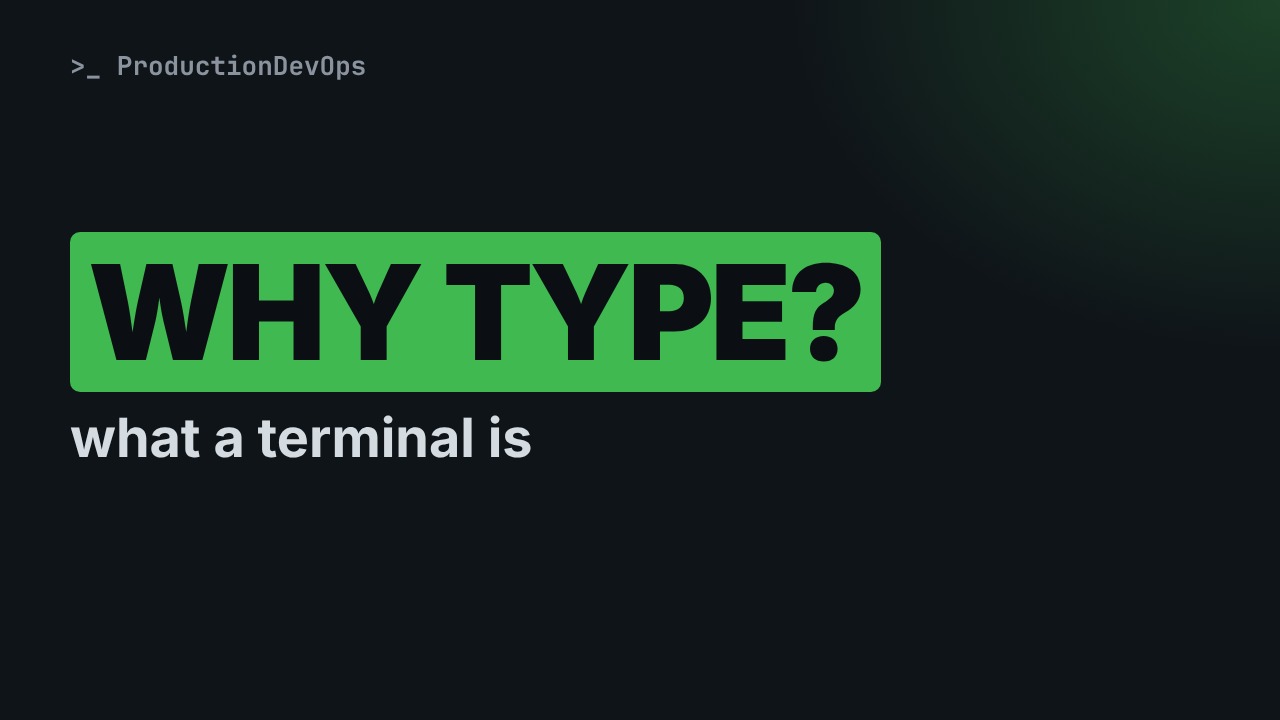 >_ ProductionDevOps
WHY TYPE?
what a terminal is